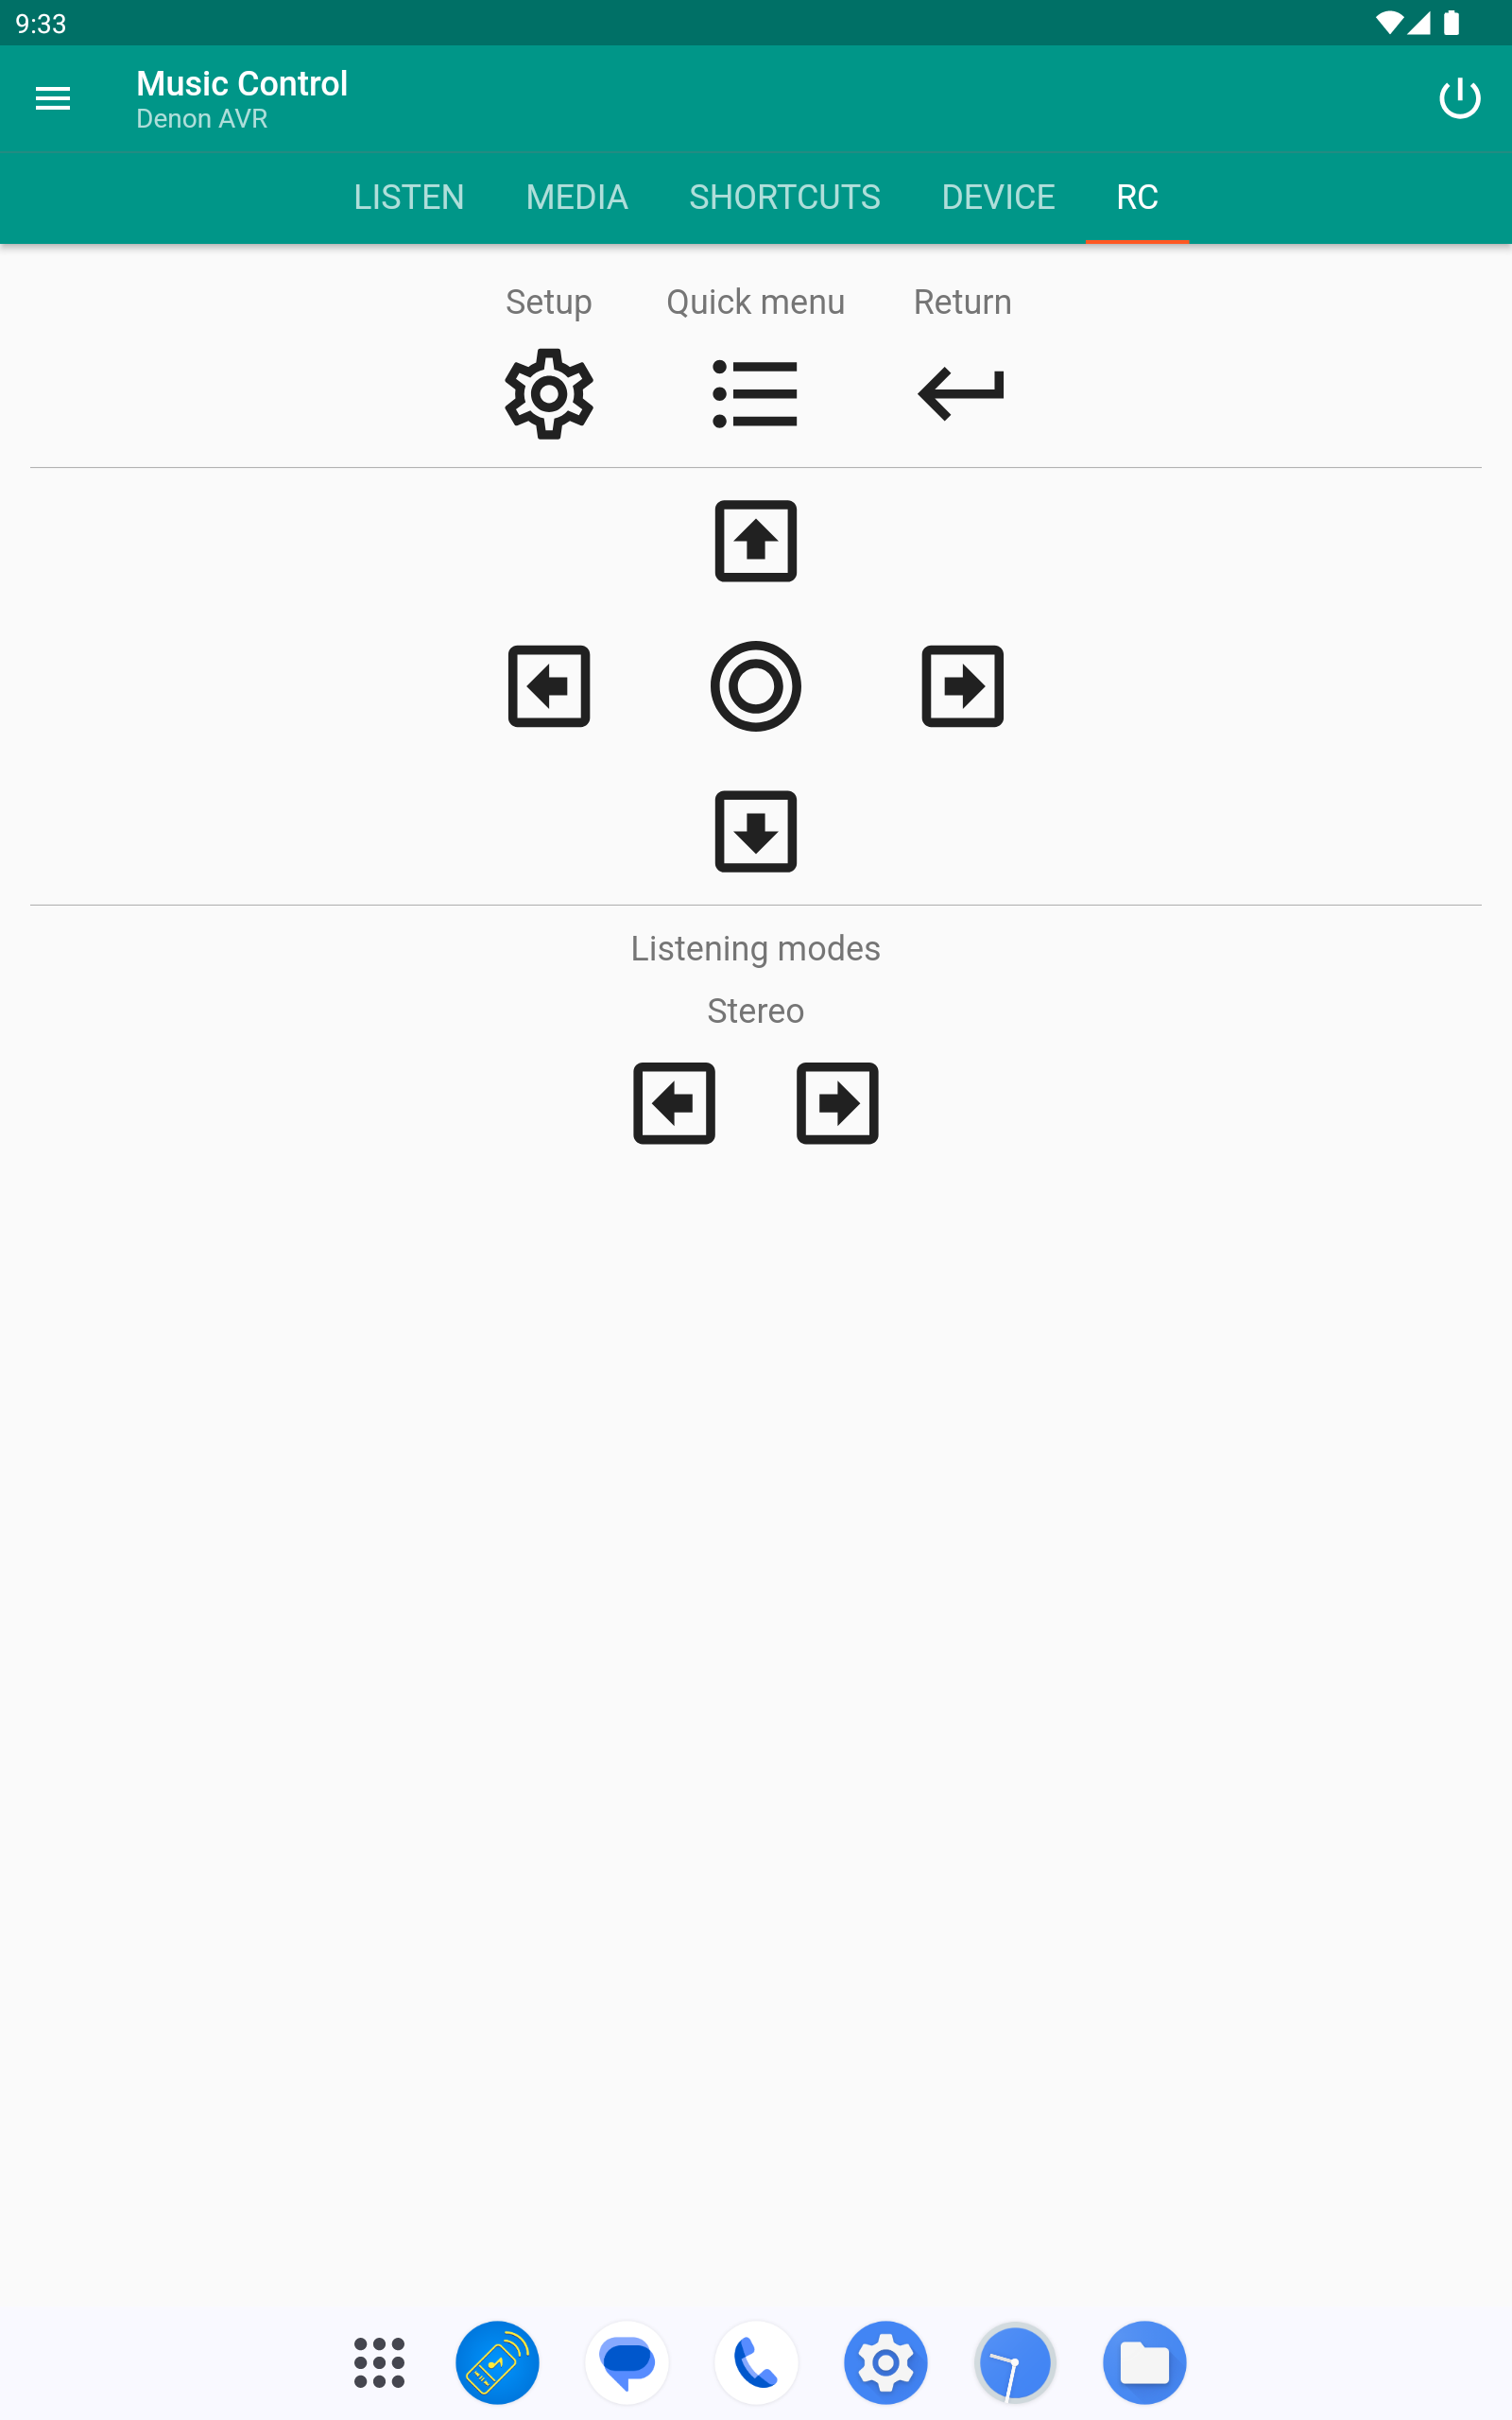 9:33
Music Control
Denon AVR
LISTEN MEDIA SHORTCUTS DEVICE RC
Setup Quick menu Return
Listening modes
Stereo